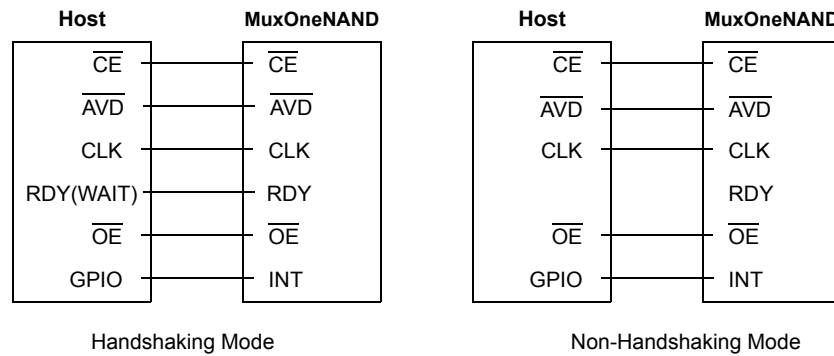 Host MuxOneNAND
CE CE
AVD AVD
CLK CLK
RDY(WAIT) RDY
OE OE
GPIO INT
Handshaking Mode
Host MuxOneNAND
CE CE
AVD AVD
CLK CLK
RDY
OE OE
GPIO INT
Non-Handshaking Mode